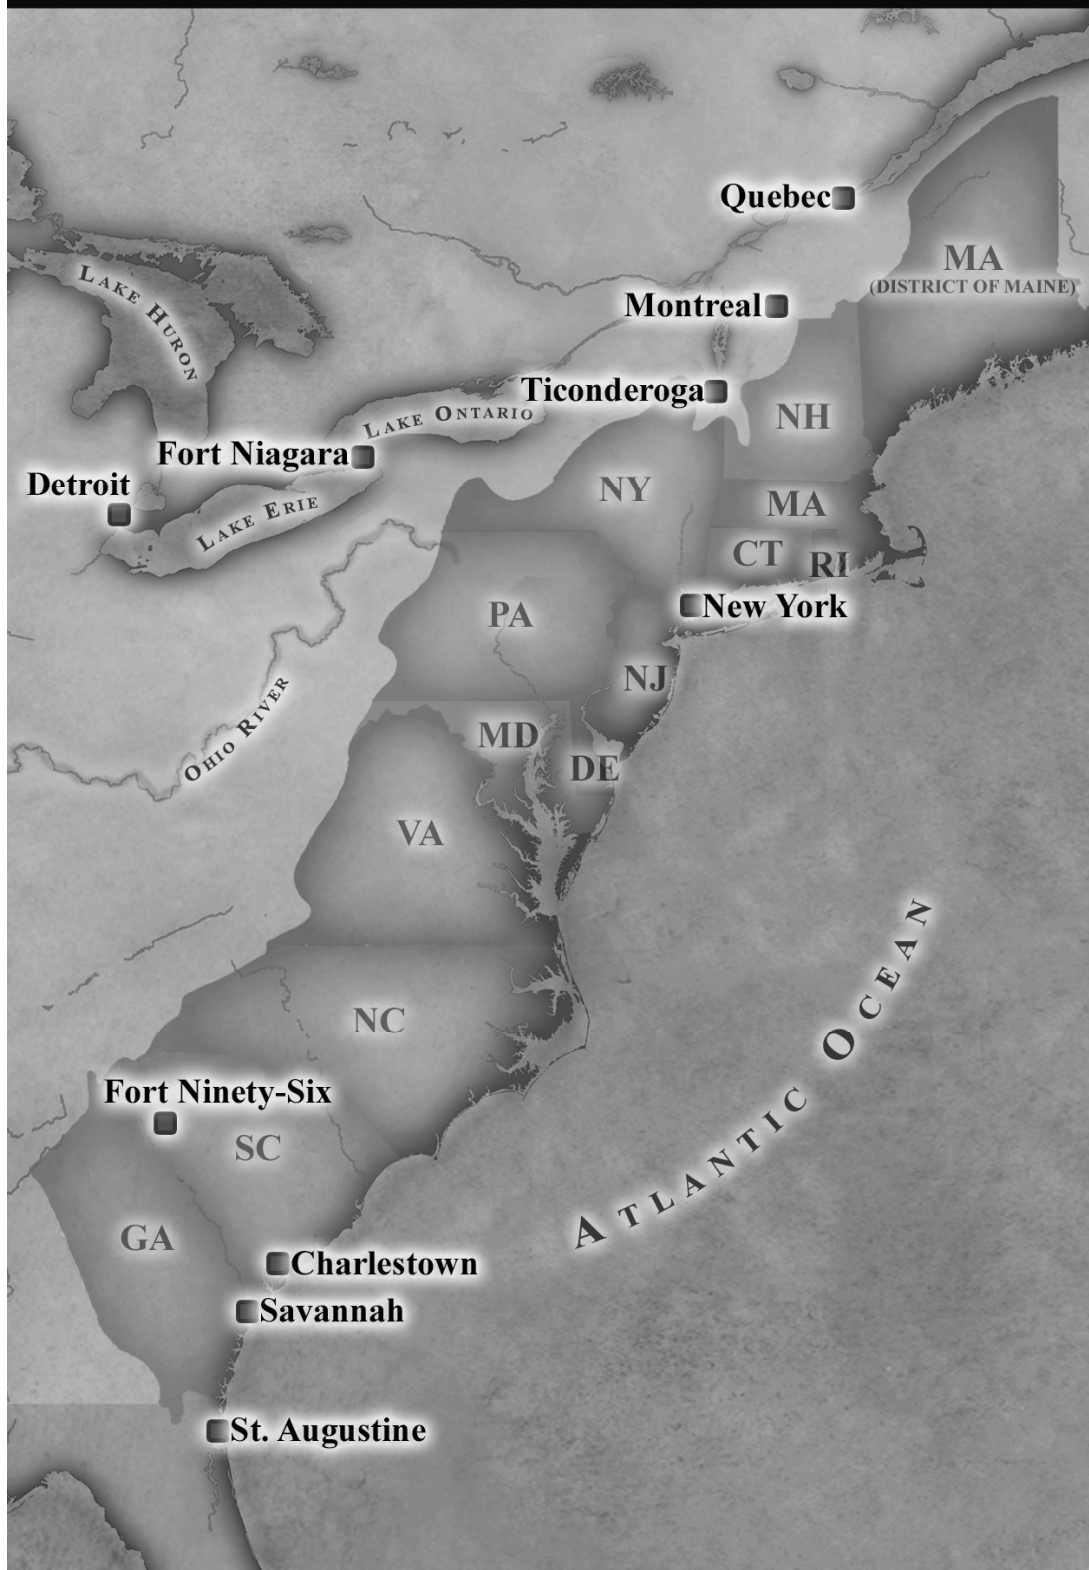 Quebec
MA
(DISTRICT OF MAINE)
LAKE HURON
Montreal
Ticonderoga
LAKE ONTARIO
NH
Fort Niagara
Detroit
LAKE ERIE
NY
MA
CT
RI
New York
PA
NJ
OHIO RIVER
MD
DE
VA
ATLANTIC OCEAN
NC
Fort Ninety-Six
SC
GA
Charlestown
Savannah
St. Augustine